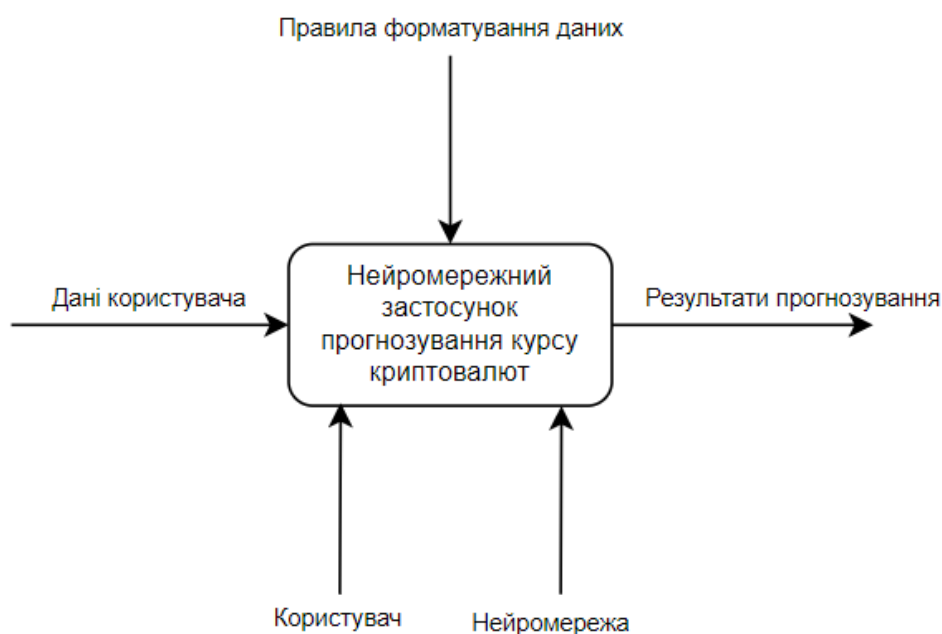 Правила форматування даних
Дані користувача
Нейромережний
застосунок
прогнозування курсу
криптовалют
Результати прогнозування
Користувач
Нейромережа